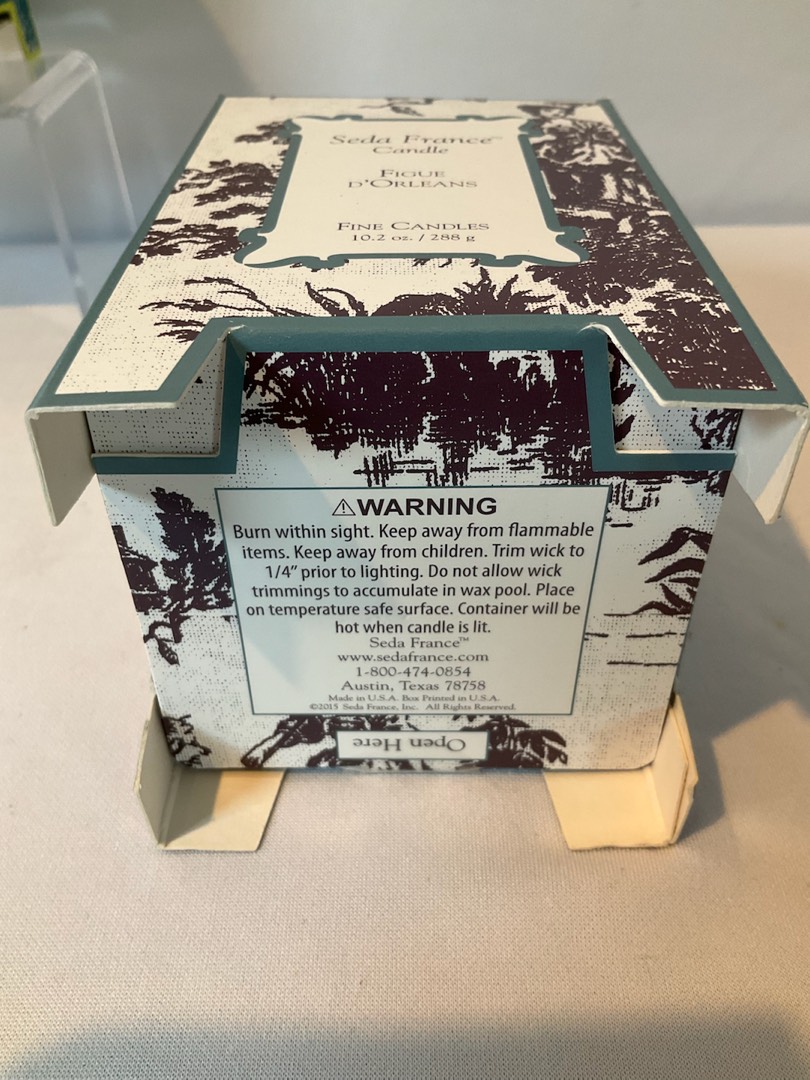 Seda France™
Candle
Figue
d'Orleans
Fine Candles
10.2 oz. / 288 g
⚠WARNING
Burn within sight. Keep away from flammable
items. Keep away from children. Trim wick to
1/4” prior to lighting. Do not allow wick
trimmings to accumulate in wax pool. Place
on temperature safe surface. Container will be
hot when candle is lit.
Seda France™
www.sedafrance.com
1-800-474-0854
Austin, Texas 78758
Made in U.S.A. Box Printed in U.S.A.
©2015 Seda France, Inc. All Rights Reserved.
Open Here